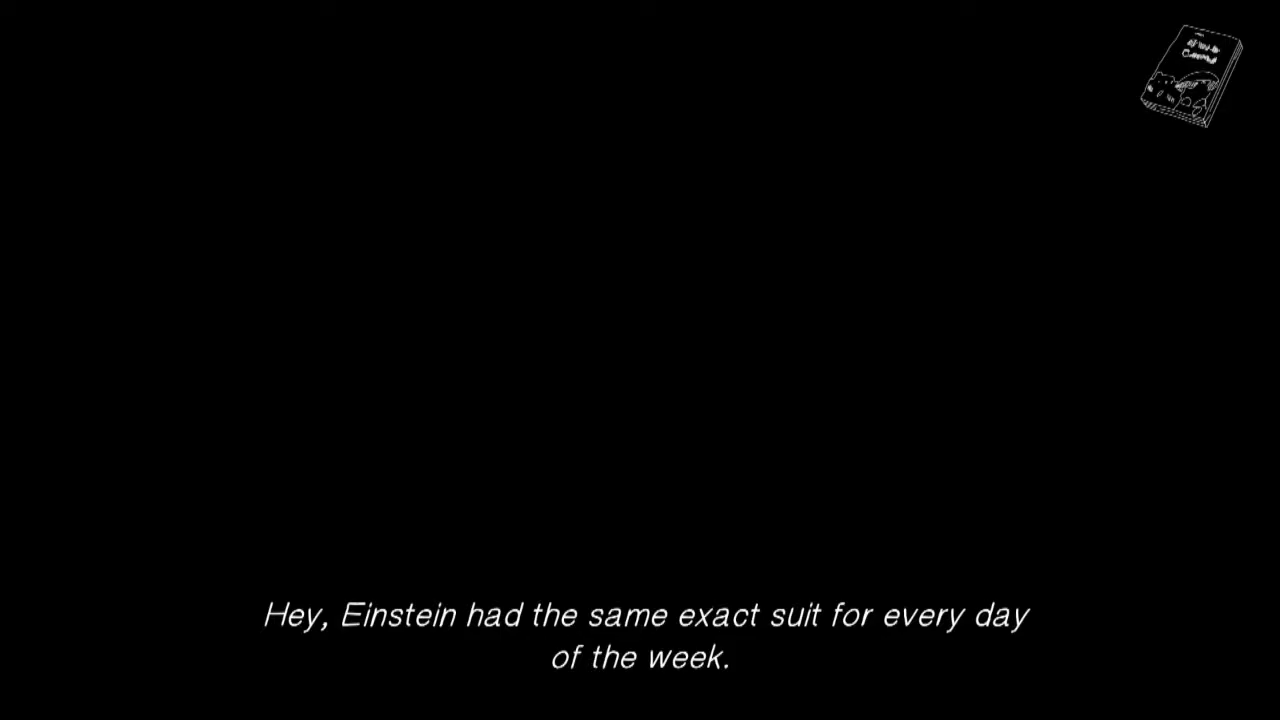 Hey, Einstein had the same exact suit for every day
of the week.